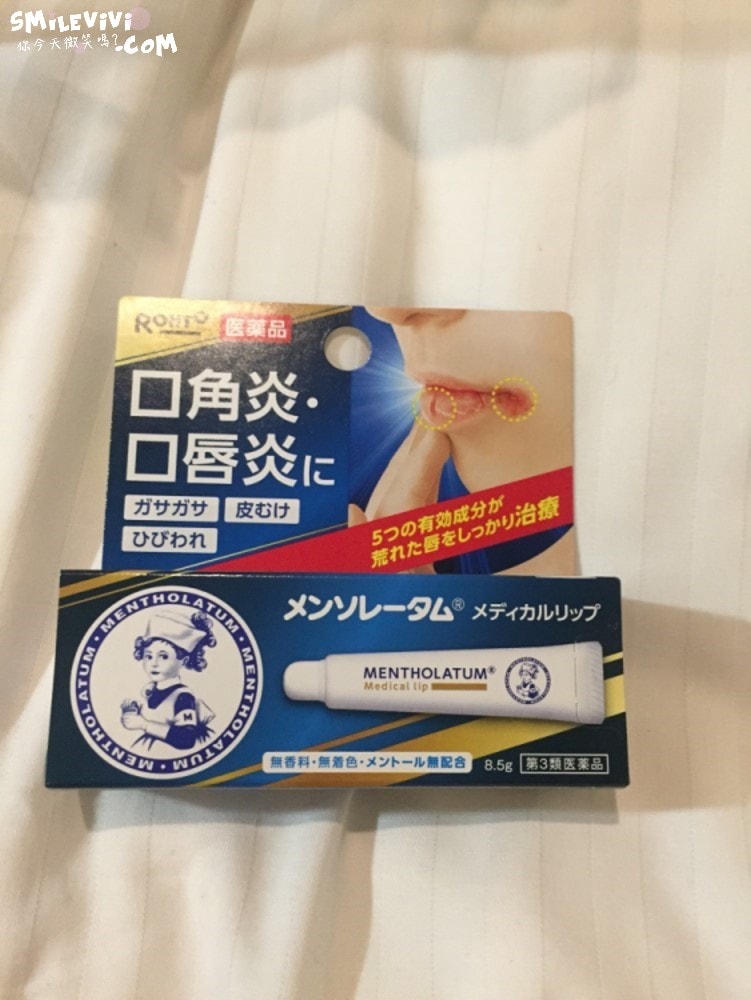 SMILEVIVI
你今天微笑嗎?.COM
ROHTO 医薬品
口角炎・
口唇炎に
ガサガサ 皮むけ
ひびわれ
5つの有効成分が
荒れた唇をしっかり治療
メンソレータム® メディカルリップ
MENTHOLATUM・MENTHOLATUM・MENTHOLATUM・MENTHOLATUM
M
MENTHOLATUM®
Medical lip
無香料・無着色・メントール無配合 8.5g 第3類医薬品